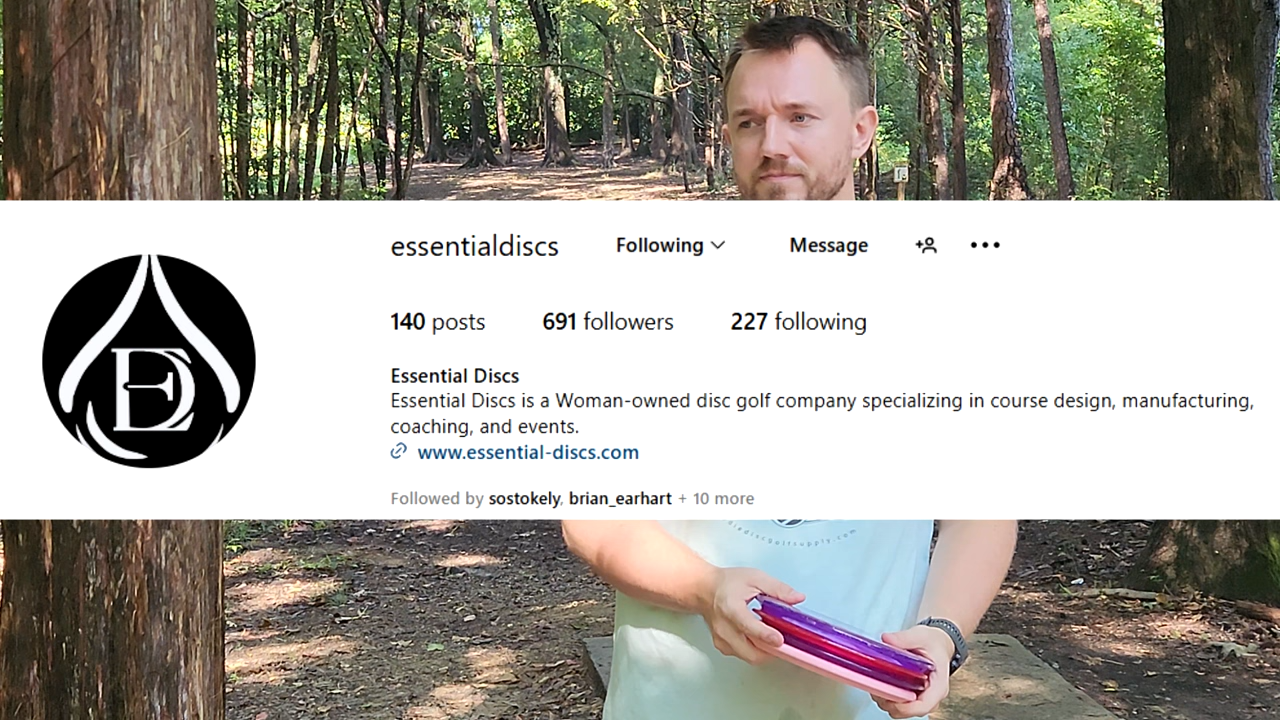 essentialdiscs Following Message
140 posts 691 followers 227 following
Essential Discs
Essential Discs is a Woman-owned disc golf company specializing in course design, manufacturing,
coaching, and events.
www.essential-discs.com
Followed by sostokely, brian_earhart + 10 more
ED